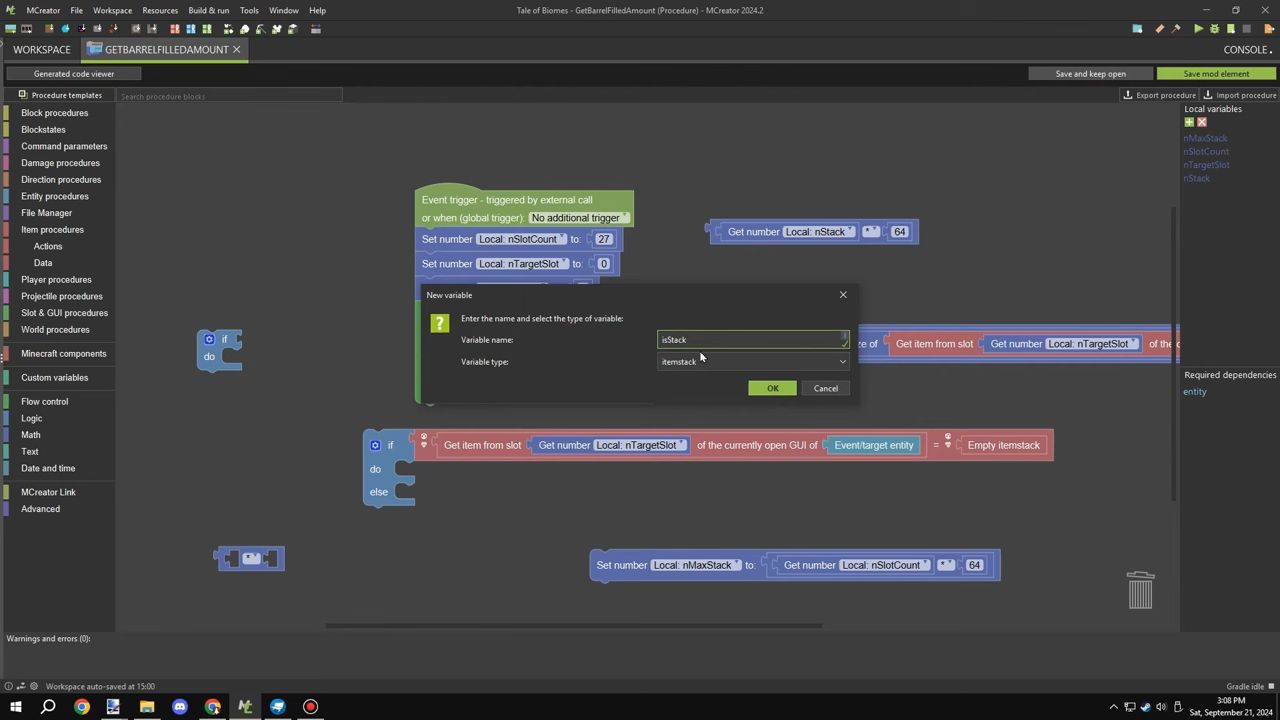 MCreator File Workspace Resources Build & run Tools Window Help
Tale of Biomes - GetBarrelFilledAmount (Procedure) - MCreator 2024.2
WORKSPACE GETBARRELFILLEDAMOUNT CONSOLE
Generated code viewer Save and keep open Save mod element
Procedure templates Search procedure blocks Export procedure Import procedure
Block procedures
Blockstates
Command parameters
Damage procedures
Direction procedures
Entity procedures
File Manager
Item procedures
Actions
Data
Player procedures
Projectile procedures
Slot & GUI procedures
World procedures
Minecraft components
Custom variables
Flow control
Logic
Math
Text
Date and time
MCreator Link
Advanced
Local variables
nMaxStack
nSlotCount
nTargetSlot
nStack
Required dependencies
entity
Event trigger - triggered by external call
or when (global trigger): No additional trigger
Set number Local: nSlotCount to: 27
Set number Local: nTargetSlot to: 0
Get number Local: nStack * 64
New variable
Enter the name and select the type of variable:
Variable name: isStack
Variable type: itemstack
OK Cancel
if
do
ze of Get item from slot Get number Local: nTargetSlot of the c
if Get item from slot Get number Local: nTargetSlot of the currently open GUI of Event/target entity = Empty itemstack
do
else
*
Set number Local: nMaxStack to: Get number Local: nSlotCount * 64
Warnings and errors (0):
Workspace auto-saved at 15:00 Gradle idle
3:08 PM
Sat, September 21, 2024